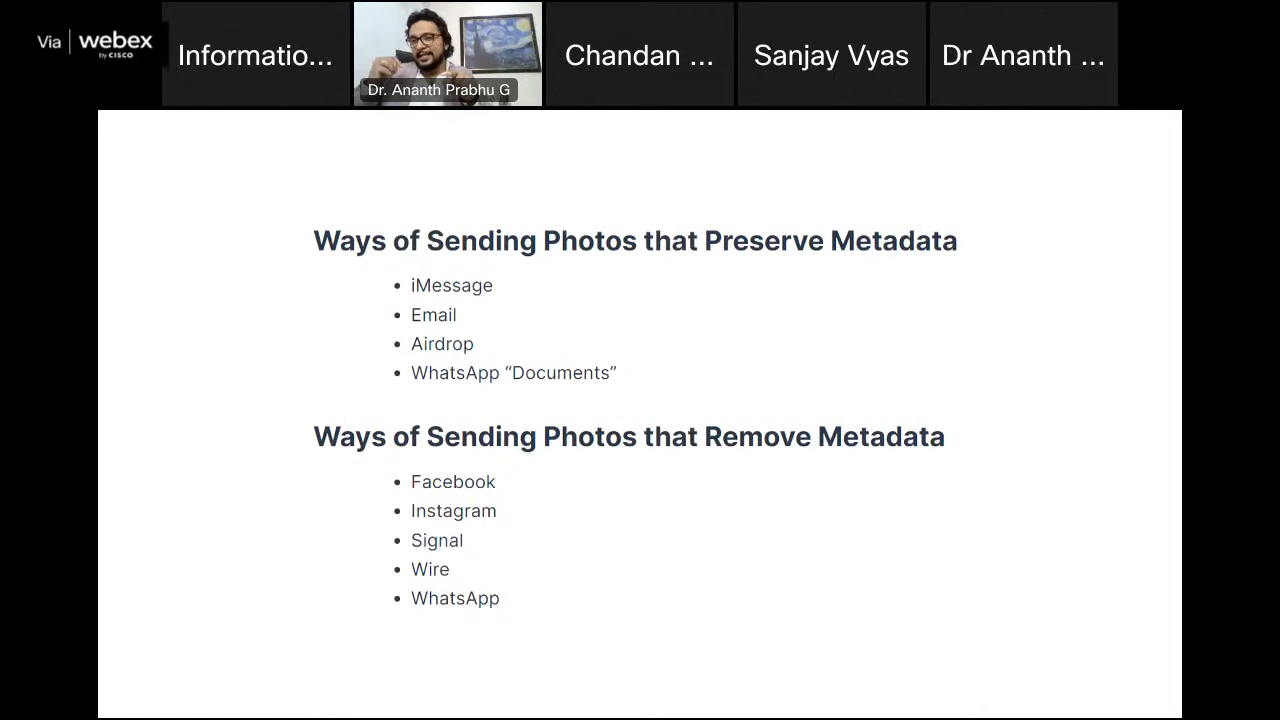 Via webex
by CISCO
Informatio...
Dr. Ananth Prabhu G
Chandan ...
Sanjay Vyas
Dr Ananth ...
Ways of Sending Photos that Preserve Metadata
• iMessage
• Email
• Airdrop
• WhatsApp “Documents”
Ways of Sending Photos that Remove Metadata
• Facebook
• Instagram
• Signal
• Wire
• WhatsApp